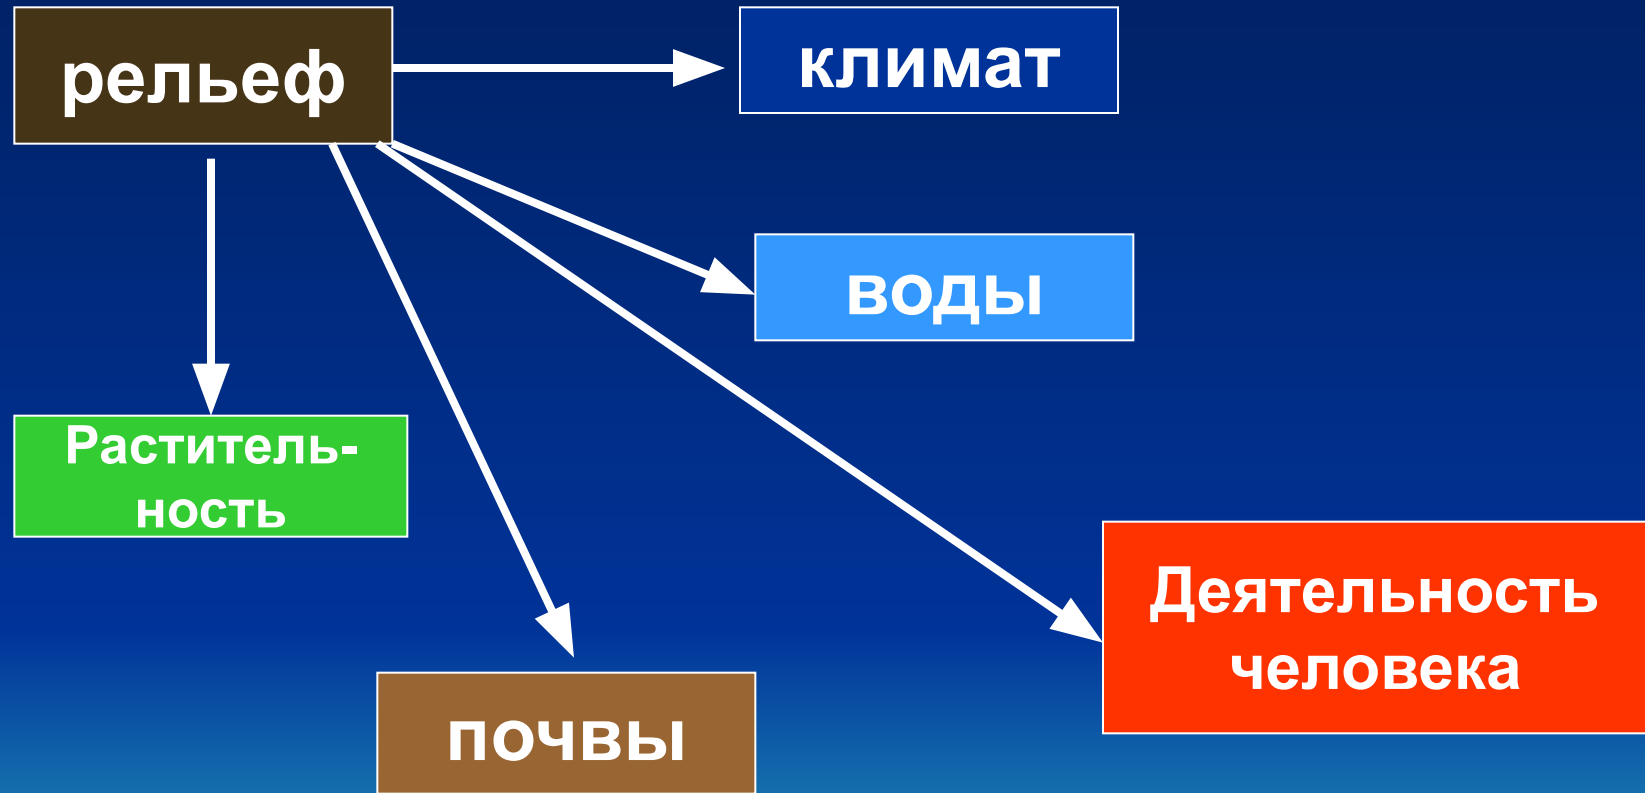 рельеф
климат
воды
Раститель-
ность
Деятельность
человека
почвы